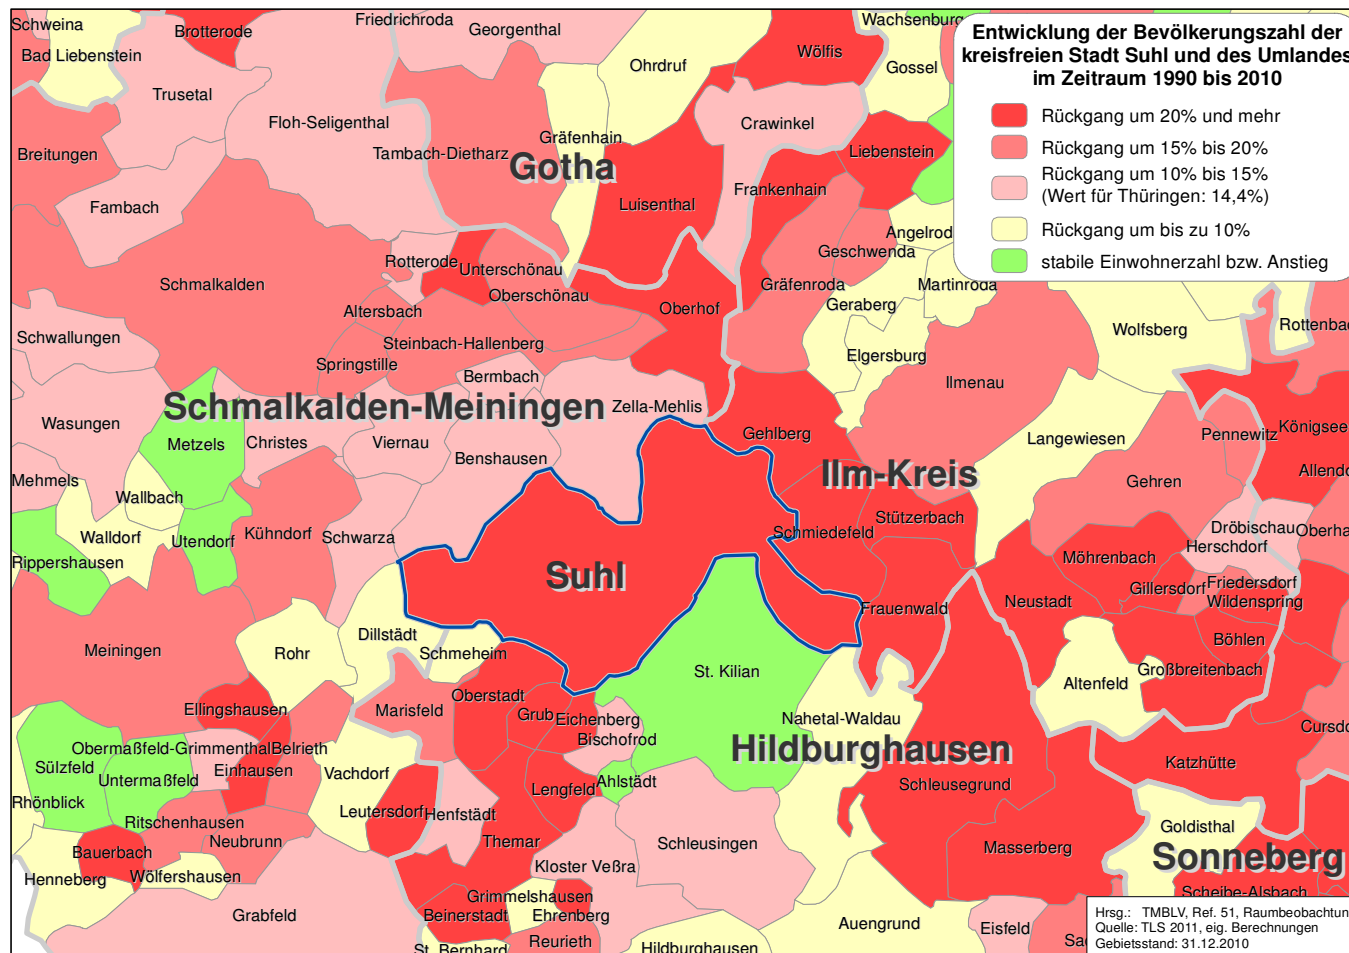 Entwicklung der Bevölkerungszahl der
kreisfreien Stadt Suhl und des Umlandes
im Zeitraum 1990 bis 2010
Rückgang um 20% und mehr
Rückgang um 15% bis 20%
Rückgang um 10% bis 15%
(Wert für Thüringen: 14,4%)
Rückgang um bis zu 10%
stabile Einwohnerzahl bzw. Anstieg
Schweina
Brotterode
Friedrichroda
Georgenthal
Wachsenburg
Bad Liebenstein
Ohrdruf
Wölfis
Gossel
Trusetal
Floh-Seligenthal
Gräfenhain
Crawinkel
Breitungen
Tambach-Dietharz
Gotha
Liebenstein
Fambach
Luisenthal
Frankenhain
Angelrod
Geschwenda
Rotterode
Unterschönau
Schmalkalden
Oberschönau
Gräfenroda
Martinroda
Altersbach
Oberhof
Geraberg
Schwallungen
Steinbach-Hallenberg
Wolfsberg
Rottenbac
Springstille
Elgersburg
Bermbach
Ilmenau
Schmalkalden-Meiningen
Zella-Mehlis
Wasungen
Metzels
Christes
Viernau
Gehlberg
Langewiesen
Pennewitz
Königsee
Benshausen
Ilm-Kreis
Allendo
Mehmels
Wallbach
Gehren
Walldorf
Utendorf
Kühndorf
Schwarza
Schmiedefeld
Stützerbach
Dröbischau
Oberha
Herschdorf
Rippershausen
Suhl
Möhrenbach
Gillersdorf
Friedersdorf
Neustadt
Wildenspring
Frauenwald
Dillstädt
Böhlen
Meiningen
Rohr
Schmeheim
St. Kilian
Altenfeld
Großbreitenbach
Ellingshausen
Marisfeld
Oberstadt
Grub
Eichenberg
Nahetal-Waldau
Bischofrod
Cursdo
Obermaßfeld-Grimmenthal
Belrieth
Hildburghausen
Sülzfeld
Untermaßfeld
Einhausen
Vachdorf
Ahlstädt
Katzhütte
Lengfeld
Schleusegrund
Rhönblick
Leutersdorf
Henfstädt
Ritschenhausen
Goldisthal
Neubrunn
Themar
Schleusingen
Masserberg
Bauerbach
Sonneberg
Kloster Veßra
Henneberg
Wölfershausen
Grimmelshausen
Scheibe-Alsbach
Grabfeld
Beinerstadt
Ehrenberg
Auengrund
Eisfeld
Sac
Reurieth
St. Bernhard
Hildburghausen
Hrsg.: TMBLV, Ref. 51, Raumbeobachtun
Quelle: TLS 2011, eig. Berechnungen
Gebietsstand: 31.12.2010